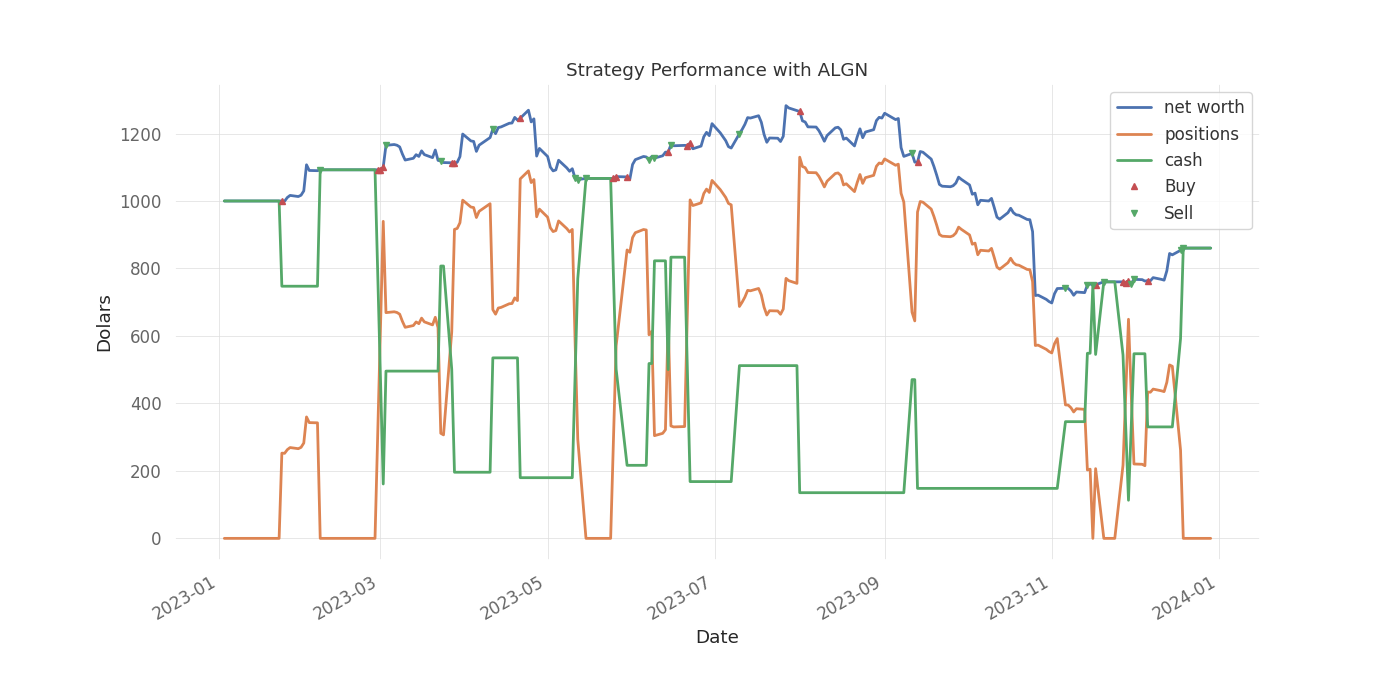 Strategy Performance with ALGN
net worth
positions
cash
Buy
Sell
1200
1000
800
600
400
200
0
Dolars
2023-01
2023-03
2023-05
2023-07
2023-09
2023-11
2024-01
Date